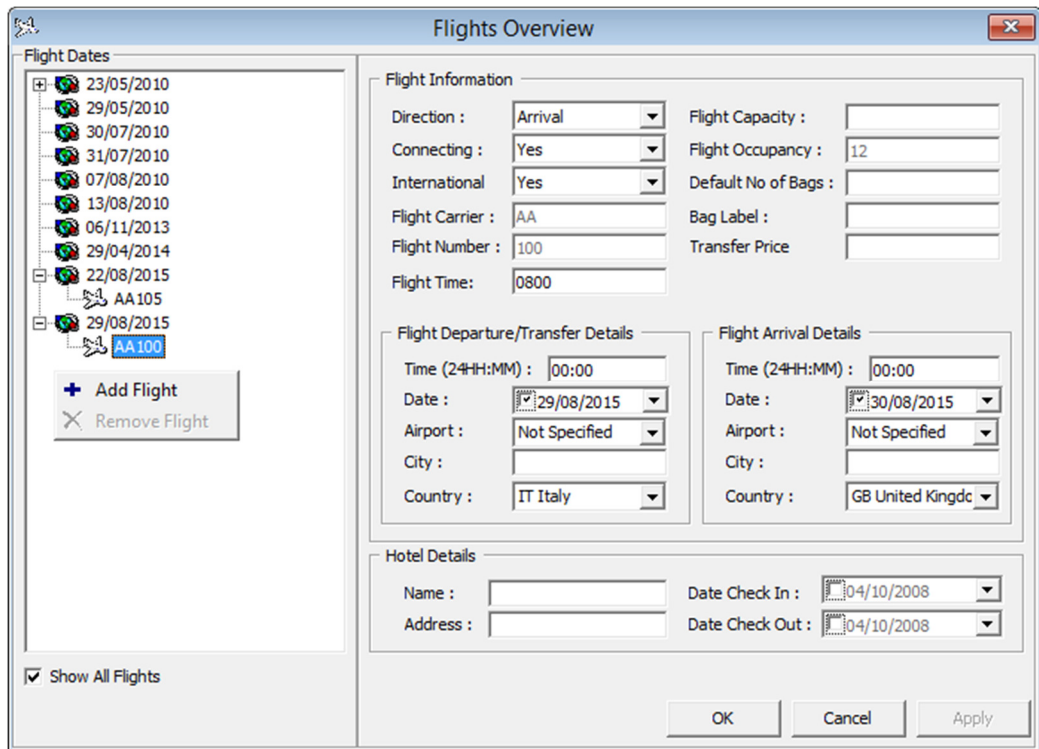 Flights Overview
Flight Dates
23/05/2010
29/05/2010
30/07/2010
31/07/2010
07/08/2010
13/08/2010
06/11/2013
29/04/2014
22/08/2015
AA105
29/08/2015
AA100
Add Flight
Remove Flight
Show All Flights
Flight Information
Direction : Arrival
Connecting : Yes
International Yes
Flight Carrier : AA
Flight Number : 100
Flight Time: 0800
Flight Capacity :
Flight Occupancy : 12
Default No of Bags :
Bag Label :
Transfer Price
Flight Departure/Transfer Details
Time (24HH:MM) : 00:00
Date : 29/08/2015
Airport : Not Specified
City :
Country : IT Italy
Flight Arrival Details
Time (24HH:MM) : 00:00
Date : 30/08/2015
Airport : Not Specified
City :
Country : GB United Kingdc
Hotel Details
Name :
Address :
Date Check In : 04/10/2008
Date Check Out : 04/10/2008
OK Cancel Apply